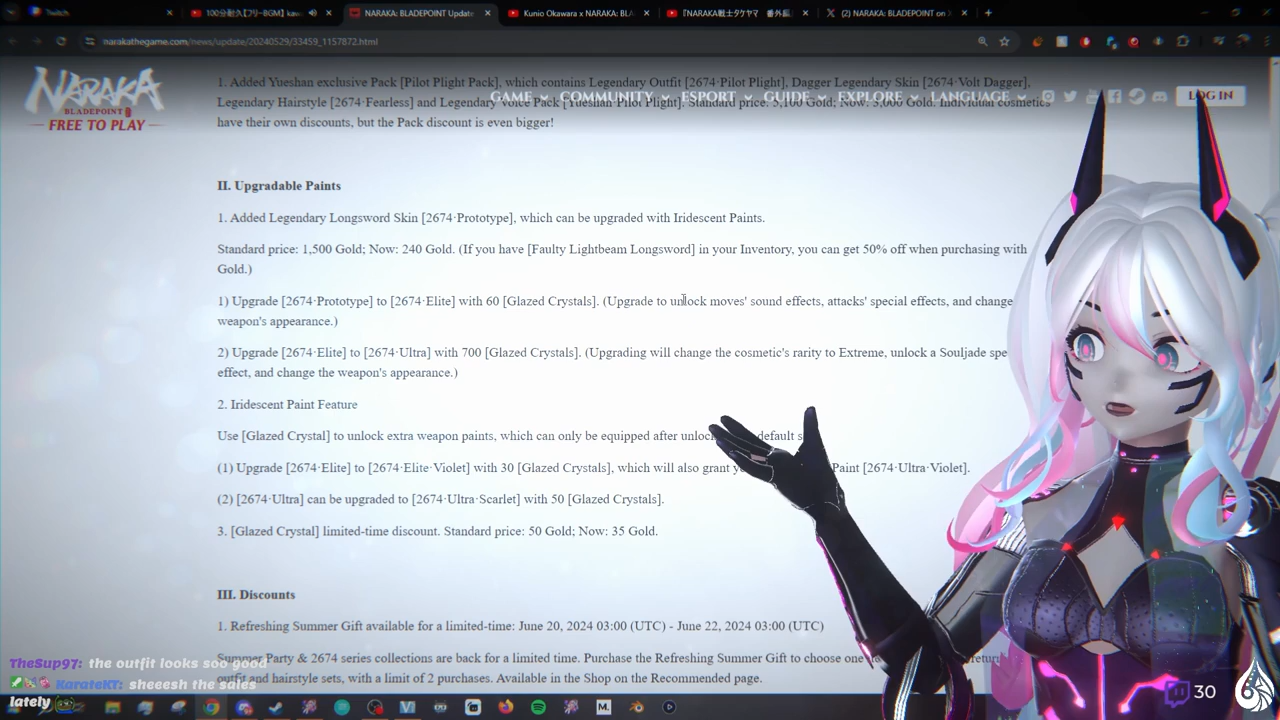 Twitch
100分耐久【フリーBGM】kaw
NARAKA: BLADEPOINT Update
Kunio Okawara x NARAKA: BLA
『NARAKA戦士タケヤマ 番外
(2) NARAKA: BLADEPOINT on
narakathegame.com/news/update/20240529/33459_1157872.html
NARAKA
BLADEPOINT
FREE TO PLAY
GAME COMMUNITY ESPORT GUIDE EXPLORE LANGUAGE LOG IN
1. Added Yueshan exclusive Pack [Pilot Plight Pack], which contains Legendary Outfit [2674·Pilot Plight], Dagger Legendary Skin [2674·Volt Dagger],
Legendary Hairstyle [2674·Fearless] and Legendary Voice Pack [Yueshan·Pilot Plight]. Standard price: Gold; Now: Gold. Individual cosmetics
have their own discounts, but the Pack discount is even bigger!
II. Upgradable Paints
1. Added Legendary Longsword Skin [2674·Prototype], which can be upgraded with Iridescent Paints.
Standard price: 1,500 Gold; Now: 240 Gold. (If you have [Faulty Lightbeam Longsword] in your Inventory, you can get 50% off when purchasing with
Gold.)
1) Upgrade [2674·Prototype] to [2674·Elite] with 60 [Glazed Crystals]. (Upgrade to unlock moves' sound effects, attacks' special effects, and change
weapon's appearance.)
2) Upgrade [2674·Elite] to [2674·Ultra] with 700 [Glazed Crystals]. (Upgrading will change the cosmetic's rarity to Extreme, unlock a Souljade spe
effect, and change the weapon's appearance.)
2. Iridescent Paint Feature
Use [Glazed Crystal] to unlock extra weapon paints, which can only be equipped after unloc default s
(1) Upgrade [2674·Elite] to [2674·Elite·Violet] with 30 [Glazed Crystals], which will also grant y Paint [2674·Ultra·Violet].
(2) [2674·Ultra] can be upgraded to [2674·Ultra·Scarlet] with 50 [Glazed Crystals].
3. [Glazed Crystal] limited-time discount. Standard price: 50 Gold; Now: 35 Gold.
III. Discounts
1. Refreshing Summer Gift available for a limited-time: June 20, 2024 03:00 (UTC) - June 22, 2024 03:00 (UTC)
Summer Party & 2674 series collections are back for a limited time. Purchase the Refreshing Summer Gift to choose one
outfit and hairstyle sets, with a limit of 2 purchases. Available in the Shop on the Recommended page.
TheSup97: the outfit looks soo good
KarateKT: sheeesh the sales
lately
30